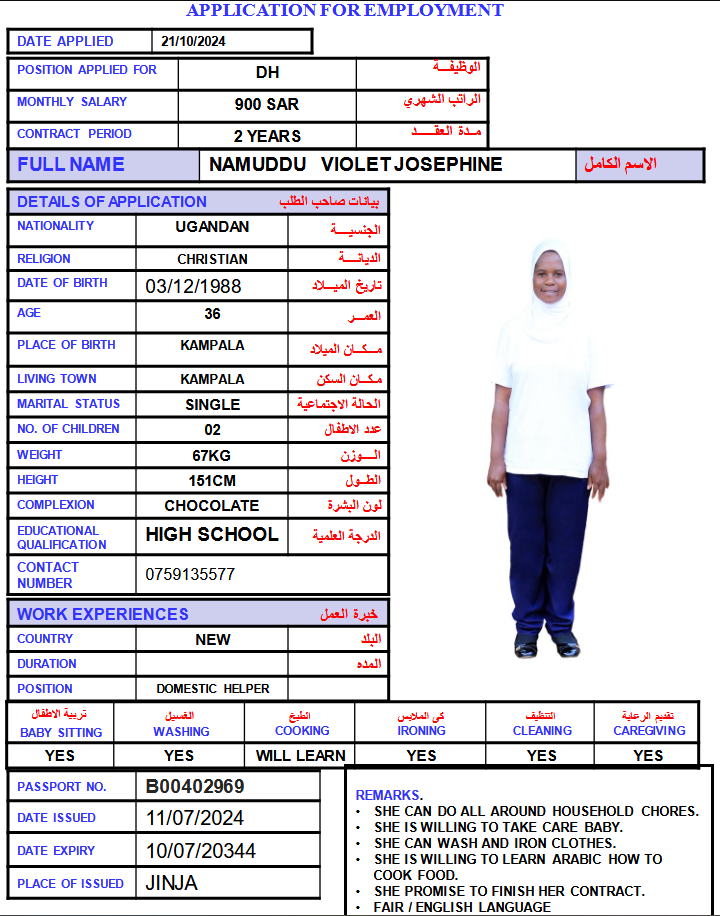 APPLICATION FOR EMPLOYMENT
DATE APPLIED 21/10/2024
POSITION APPLIED FOR DH الوظيفـــة
MONTHLY SALARY 900 SAR الراتب الشهري
CONTRACT PERIOD 2 YEARS مـدة العقـــد
FULL NAME NAMUDDU VIOLET JOSEPHINE الاسم الكامل
DETAILS OF APPLICATION بيانات صاحب الطلب
NATIONALITY UGANDAN الجنسيـــة
RELIGION CHRISTIAN الديانـــة
DATE OF BIRTH 03/12/1988 تاريخ الميـــلاد
AGE 36 العمـــر
PLACE OF BIRTH KAMPALA مـــكـــان الميلاد
LIVING TOWN KAMPALA مكـــان السكن
MARITAL STATUS SINGLE الحالة الاجتماعية
NO. OF CHILDREN 02 عدد الاطفال
WEIGHT 67KG الـــوزن
HEIGHT 151CM الطـــول
COMPLEXION CHOCOLATE لون البشرة
EDUCATIONAL
QUALIFICATION HIGH SCHOOL الدرجة العلمية
CONTACT
NUMBER 0759135577
WORK EXPERIENCES خبرة العمل
COUNTRY NEW البلد
DURATION المده
POSITION DOMESTIC HELPER
تربية الاطفال الغسيل الطبخ كي الملابس التنظيف تقديم الرعاية
BABY SITTING WASHING COOKING IRONING CLEANING CAREGIVING
YES YES WILL LEARN YES YES YES
PASSPORT NO. B00402969
DATE ISSUED 11/07/2024
DATE EXPIRY 10/07/20344
PLACE OF ISSUED JINJA
REMARKS.
• SHE CAN DO ALL AROUND HOUSEHOLD CHORES.
• SHE IS WILLING TO TAKE CARE BABY.
• SHE CAN WASH AND IRON CLOTHES.
• SHE IS WILLING TO LEARN ARABIC HOW TO
COOK FOOD.
• SHE PROMISE TO FINISH HER CONTRACT.
• FAIR / ENGLISH LANGUAGE